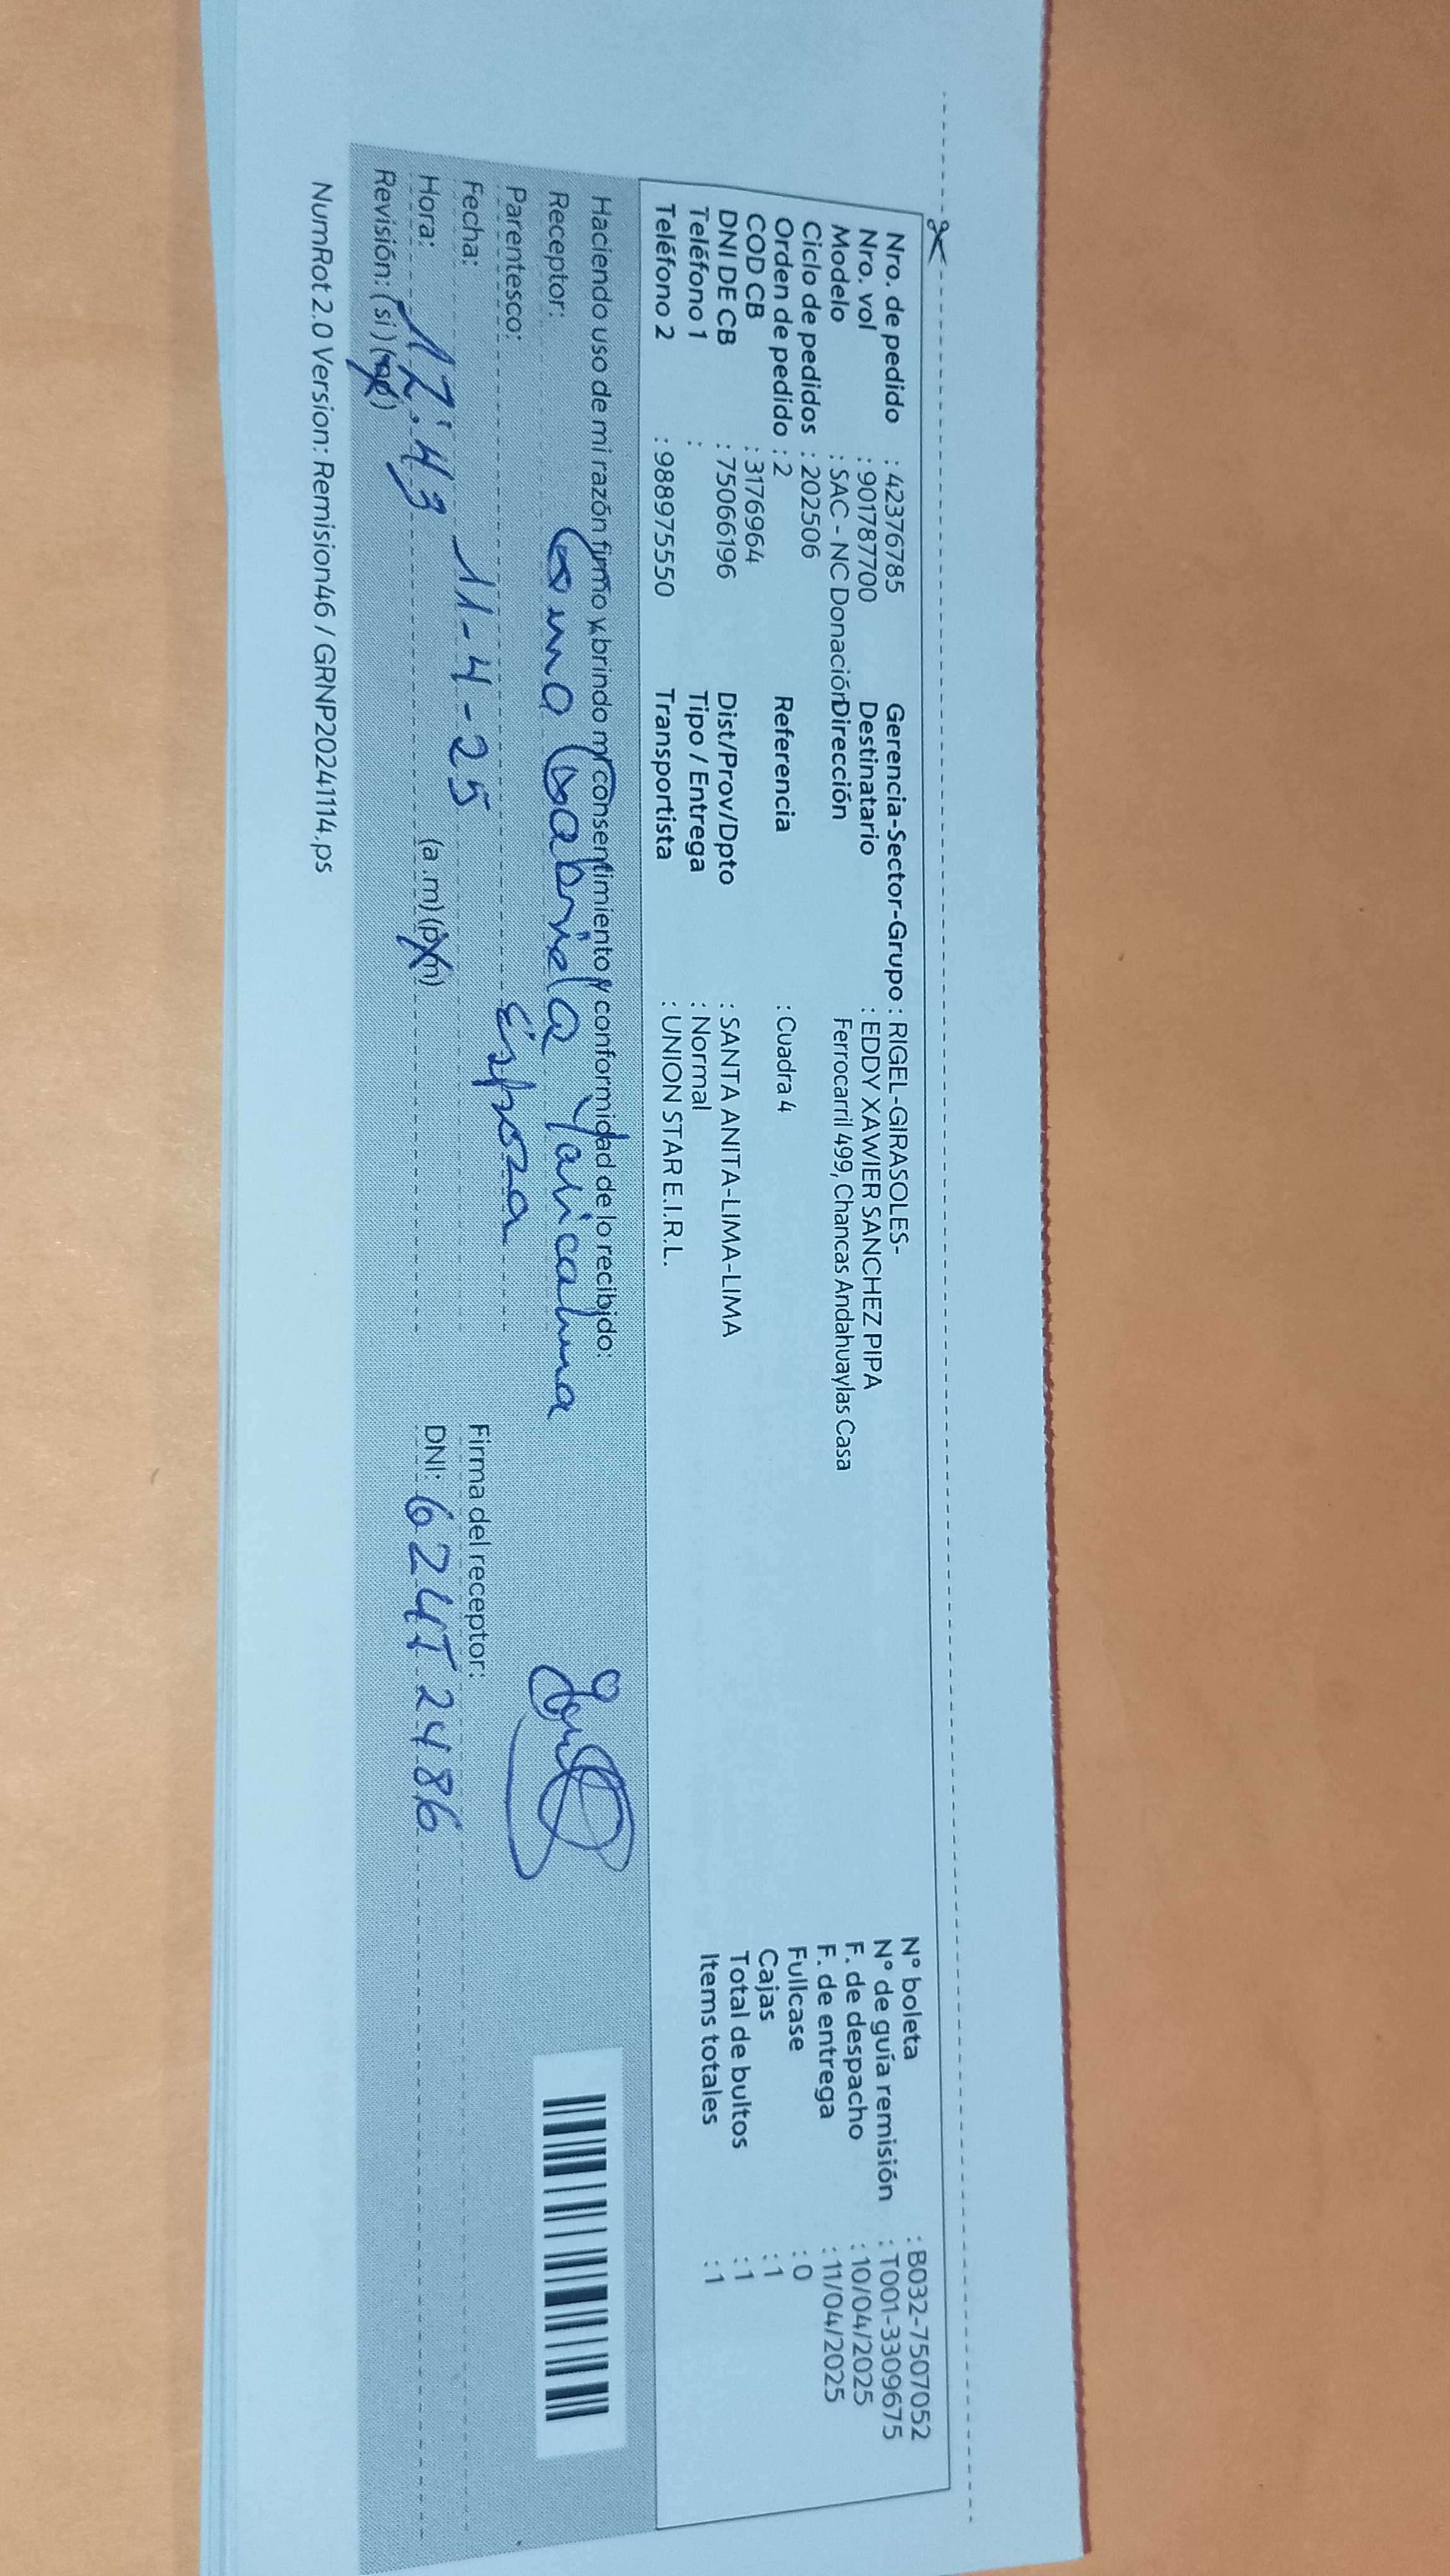 Nro. de pedido : 42376785
Nro. vol : 901787700
Modelo : SAC - NC Donación
Ciclo de pedidos : 202506
Orden de pedido : 2
COD CB : 3176964
DNI DE CB : 75066196
Teléfono 1 :
Teléfono 2 : 988975550
Gerencia-Sector-Grupo : RIGEL-GIRASOLES-
Destinatario : EDDY XAWIER SANCHEZ PIPA
Dirección Ferrocarril 499, Chancas Andahuaylas Casa
Referencia : Cuadra 4
Dist/Prov/Dpto : SANTA ANITA-LIMA-LIMA
Tipo / Entrega : Normal
Transportista : UNION STAR E.I.R.L.
N° boleta : B032-7507052
N° de guía remisión : T001-3309675
F. de despacho : 10/04/2025
F. de entrega : 11/04/2025
Fullcase : 0
Cajas : 1
Total de bultos : 1
Items totales : 1
Haciendo uso de mi razón firmo y brindo mi consentimiento y conformidad de lo recibido:
Receptor: Gabriela
Parentesco: Espoza
Fecha: 11-4-25
Hora: 12:43 (a.m) (p.m)
Revisión: (si) (no)
Firma del receptor:
DNI:
NumRot 2.0 Version: Remision46 / GRNP20241114.ps